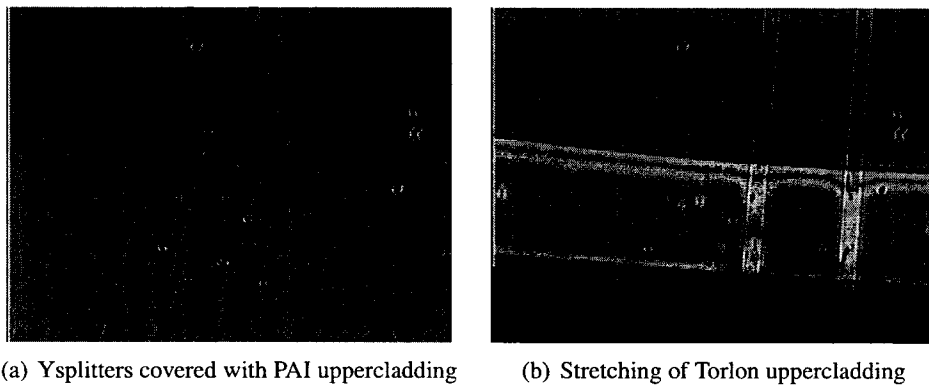 (a) Ysplitters covered with PAI uppercladding
(b) Stretching of Torlon uppercladding